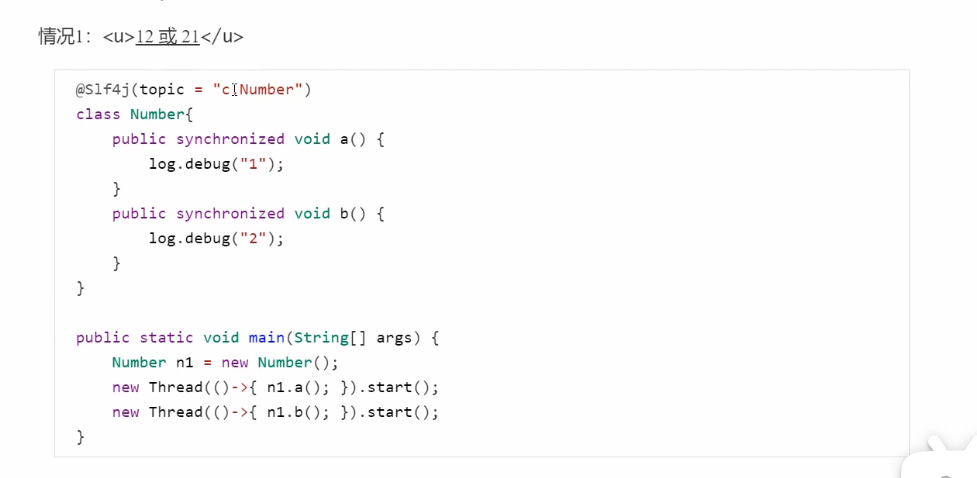 情况1：<u>12 或 21</u>
@Slf4j(topic = "c.Number")
class Number{
    public synchronized void a() {
        log.debug("1");
    }
    public synchronized void b() {
        log.debug("2");
    }
}
public static void main(String[] args) {
    Number n1 = new Number();
    new Thread(()->{ n1.a(); }).start();
    new Thread(()->{ n1.b(); }).start();
}